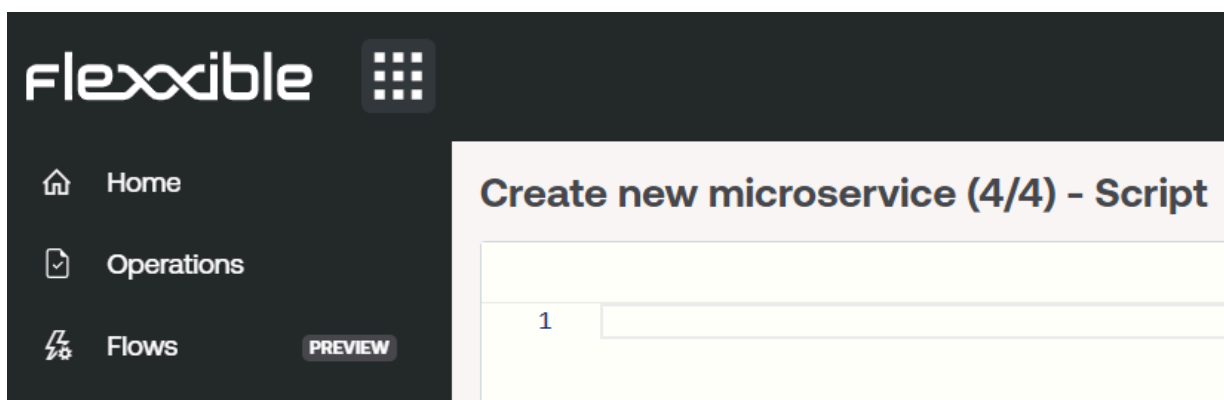 Flexxible
Home
Create new microservice (4/4) - Script
Operations
1
Flows PREVIEW